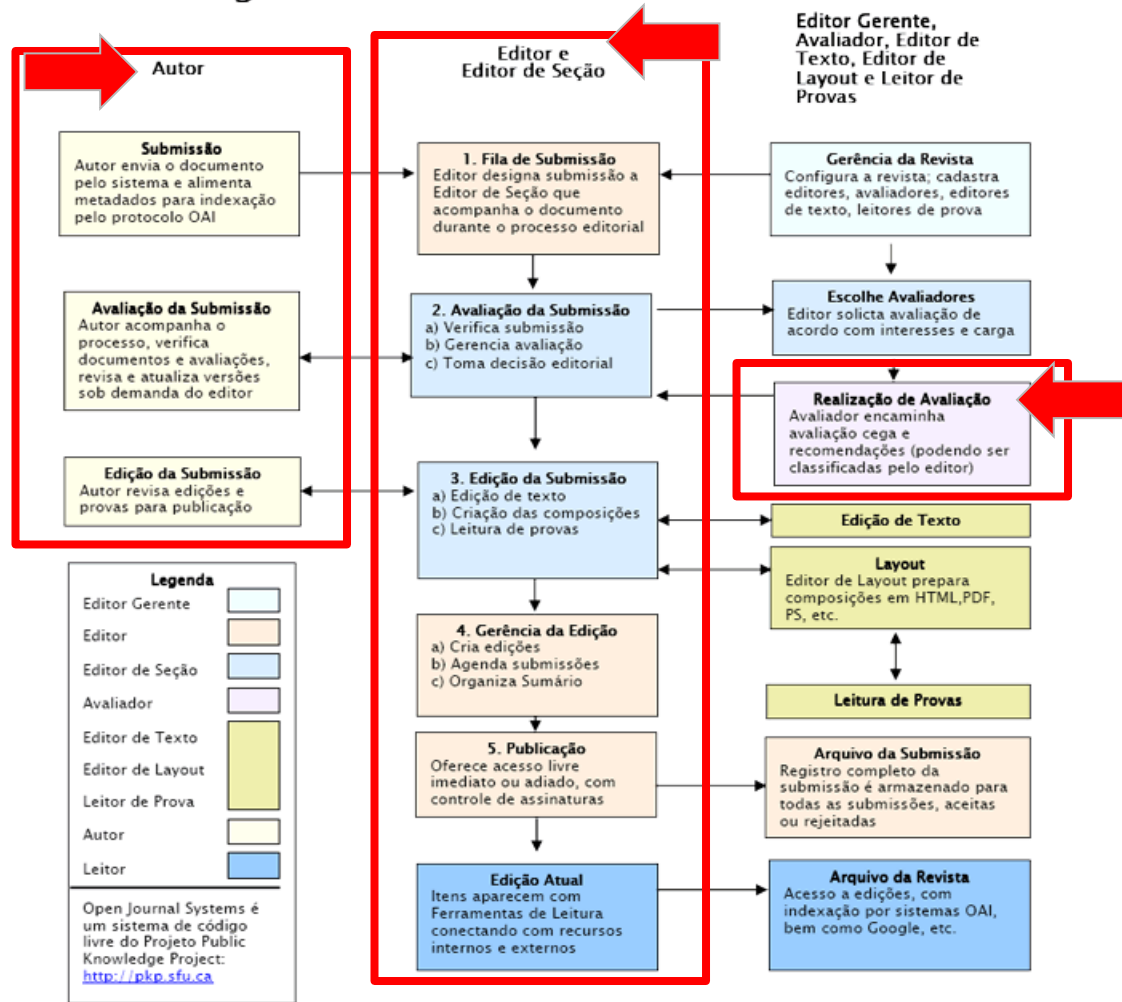 Autor
Submissão
Autor envia o documento
pelo sistema e alimenta
metadados para indexação
pelo protocolo OAI
Avaliação da Submissão
Autor acompanha o
processo, verifica
documentos e avaliações,
revisa e atualiza versões
sob demanda do editor
Edição da Submissão
Autor revisa edições e
provas para publicação
Legenda
Editor Gerente
Editor
Editor de Seção
Avaliador
Editor de Texto
Editor de Layout
Leitor de Prova
Autor
Leitor
Open Journal Systems é
um sistema de código
livre do Projeto Public
Knowledge Project:
http://pkp.sfu.ca
Editor e
Editor de Seção
1. Fila de Submissão
Editor designa submissão a
Editor de Seção que
acompanha o documento
durante o processo editorial
2. Avaliação da Submissão
a) Verifica submissão
b) Gerencia avaliação
c) Toma decisão editorial
3. Edição da Submissão
a) Edição de texto
b) Criação das composições
c) Leitura de provas
4. Gerência da Edição
a) Cria edições
b) Agenda submissões
c) Organiza Sumário
5. Publicação
Oferece acesso livre
imediato ou adiado, com
controle de assinaturas
Edição Atual
Itens aparecem com
Ferramentas de Leitura
conectando com recursos
internos e externos
Editor Gerente,
Avaliador, Editor de
Texto, Editor de
Layout e Leitor de
Provas
Gerência da Revista
Configura a revista; cadastra
editores, avaliadores, editores
de texto, leitores de prova
Escolhe Avaliadores
Editor solicta avaliação de
acordo com interesses e carga
Realização de Avaliação
Avaliador encaminha
avaliação cega e
recomendões (podendo ser
classificadas pelo editor)
Edição de Texto
Layout
Editor de Layout prepara
composições em HTML,PDF,
PS, etc.
Leitura de Provas
Arquivo da Submissão
Registro completo da
submissão é armazenado para
todas as submissões, aceitas
ou rejeitadas
Arquivo da Revista
Acesso a edições, com
indexação por sistemas OAI,
bem como Google, etc.